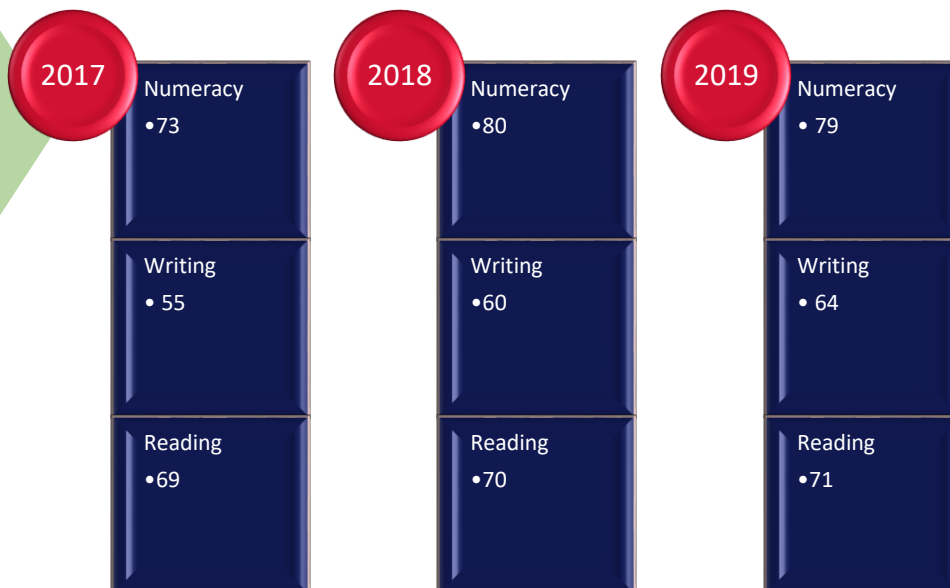 2017
Numeracy
•73
Writing
• 55
Reading
•69
2018
Numeracy
•80
Writing
•60
Reading
•70
2019
Numeracy
• 79
Writing
• 64
Reading
•71